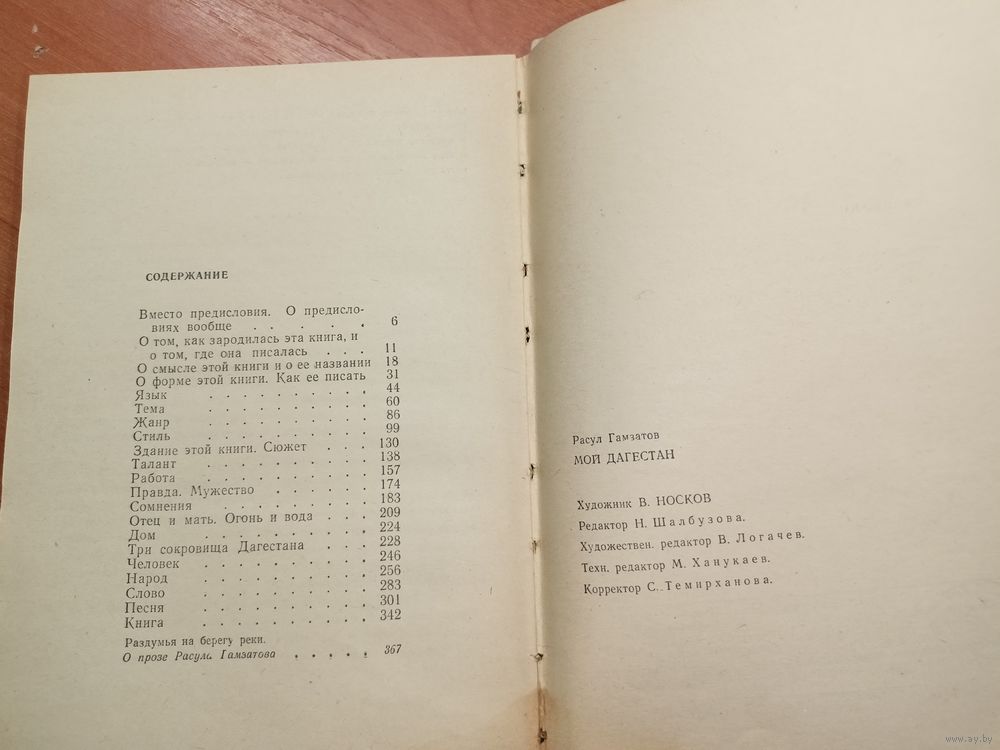 СОДЕРЖАНИЕ
Вместо предисловия. О предисло-
виях вообще . . . . . 6
О том, как зародилась эта книга, и
о том, где она писалась . . . 11
О смысле этой книги и о ее названии 18
О форме этой книги. Как ее писать 31
Язык . . . . . . . . . . 44
Тема . . . . . . . . . . 60
Жанр . . . . . . . . . . 86
Стиль . . . . . . . . . . 99
Здание этой книги. Сюжет . . . 130
Талант . . . . . . . . . . 138
Работа . . . . . . . . . . 157
Правда. Мужество . . . . . . 174
Сомнения . . . . . . . . . 183
Отец и мать. Огонь и вода . . . 209
Дом . . . . . . . . . . 224
Три сокровища Дагестана . . . 228
Человек . . . . . . . . . . 246
Народ . . . . . . . . . . 256
Слово . . . . . . . . . . 283
Песня . . . . . . . . . . 301
Книга . . . . . . . . . . 342
Раздумья на берегу реки.
О прозе Расула Гамзатова . . . . . 367
Расул Гамзатов
МОЙ ДАГЕСТАН
Художник В. НОСКОВ
Редактор Н. Шалбузова.
Художествен. редактор В. Логачев.
Техн. редактор М. Ханукаев.
Корректор С. Темирханова.
www.ay.by